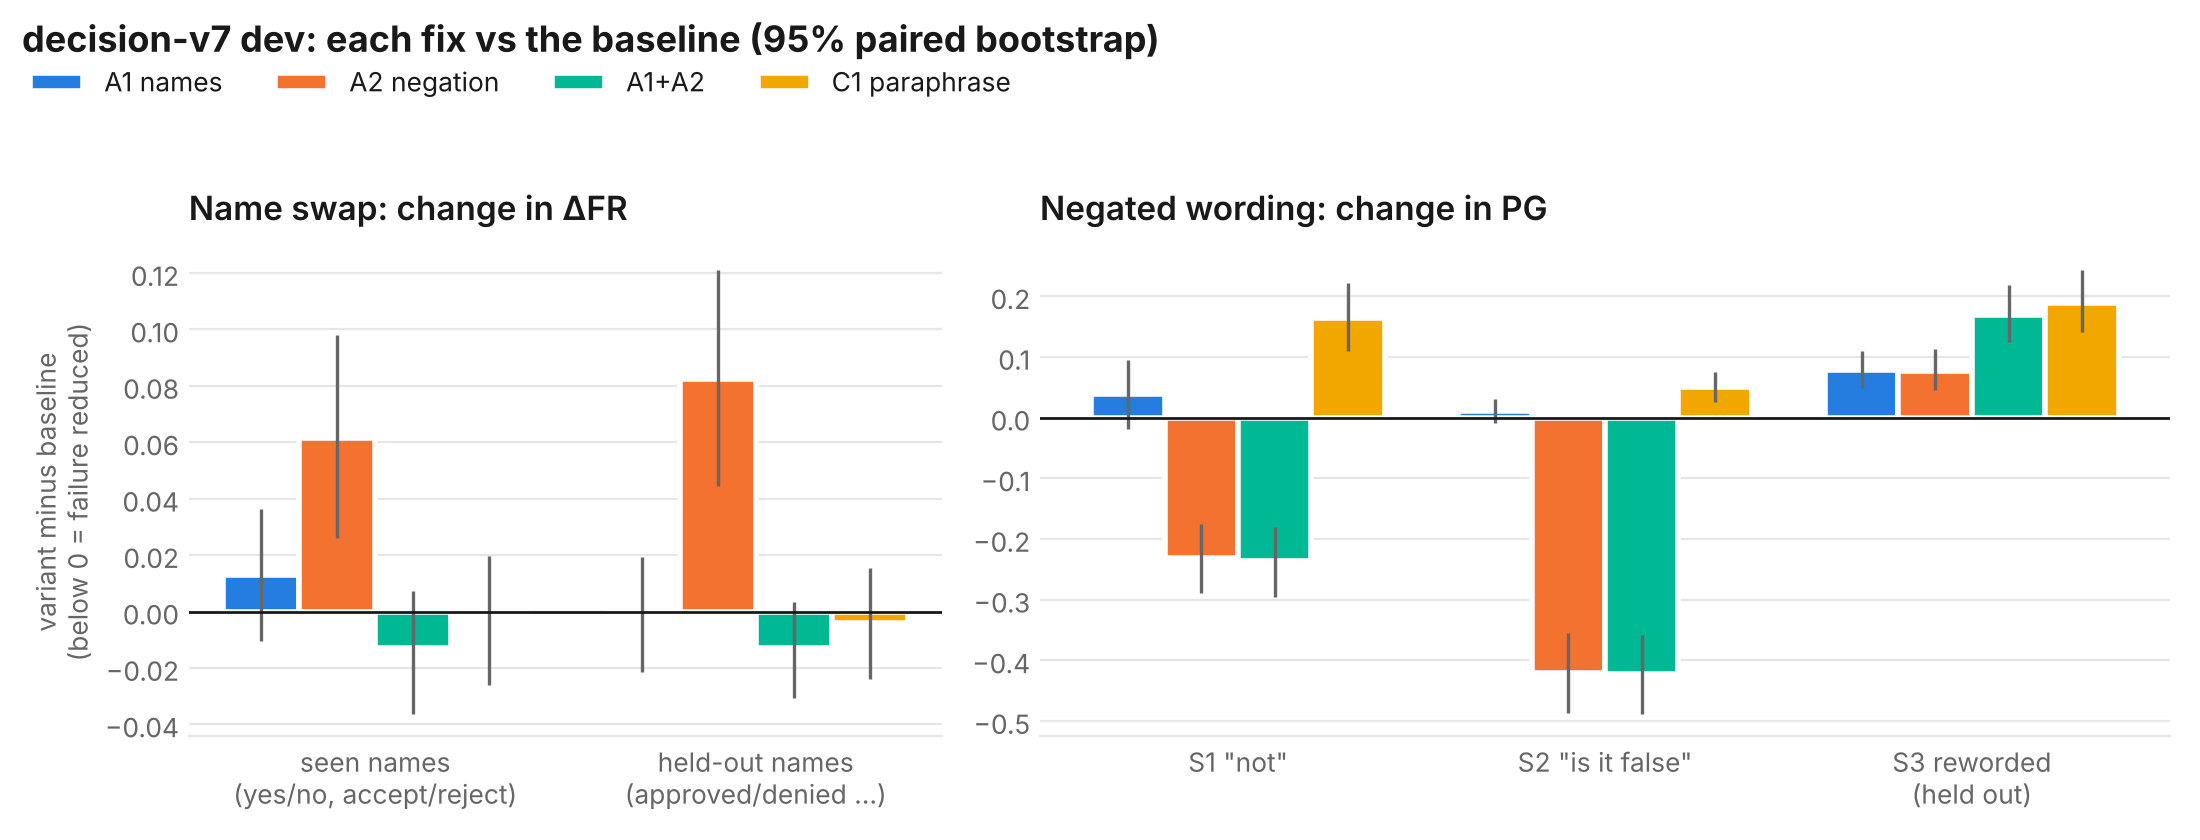 decision-v7 dev: each fix vs the baseline (95% paired bootstrap)
A1 names
A2 negation
A1+A2
C1 paraphrase
Name swap: change in ΔFR
variant minus baseline
(below 0 = failure reduced)
0.12
0.10
0.08
0.06
0.04
0.02
0.00
−0.02
−0.04
seen names
(yes/no, accept/reject)
held-out names
(approved/denied ...)
Negated wording: change in PG
0.2
0.1
0.0
−0.1
−0.2
−0.3
−0.4
−0.5
S1 "not"
S2 "is it false"
S3 reworded
(held out)